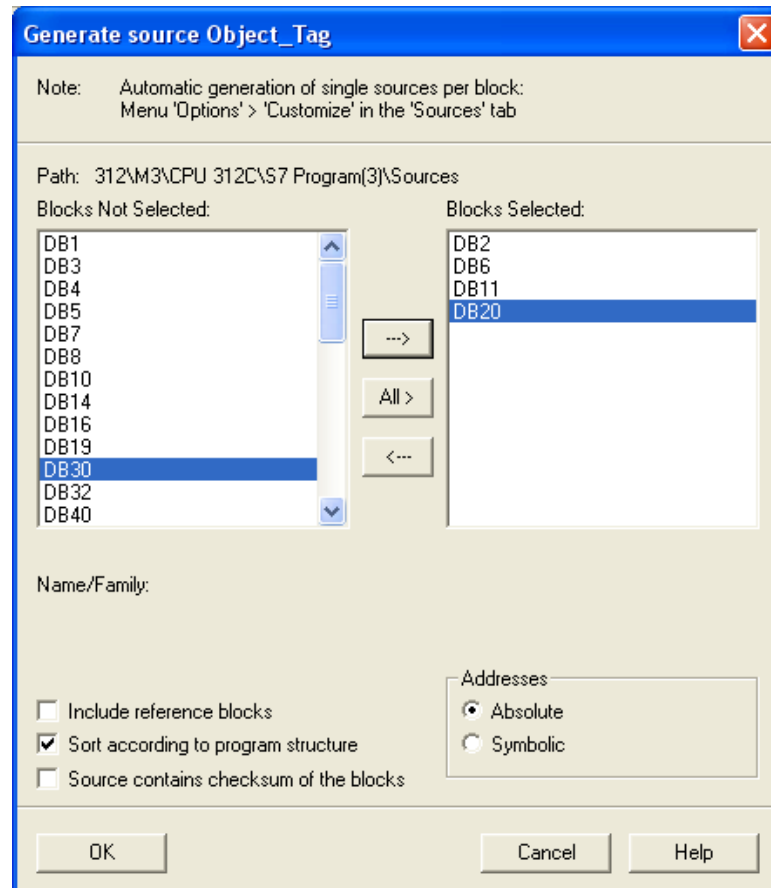 Generate source Object_Tag
Note: Automatic generation of single sources per block:
Menu 'Options' > 'Customize' in the 'Sources' tab
Path: 312\M3\CPU 312C\S7 Program(3)\Sources
Blocks Not Selected:
DB1
DB3
DB4
DB5
DB7
DB8
DB10
DB14
DB16
DB19
DB30
DB32
DB40
--->
All >
<---
Blocks Selected:
DB2
DB6
DB11
DB20
Name/Family:
Include reference blocks
Sort according to program structure
Source contains checksum of the blocks
Addresses
Absolute
Symbolic
OK
Cancel
Help